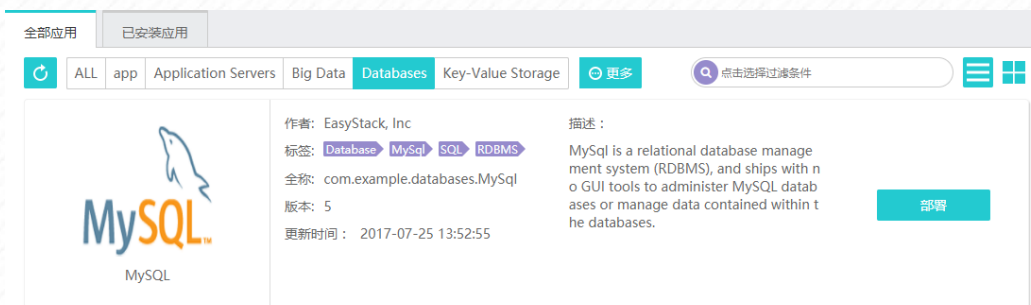 全部应用 已安装应用
ALL app Application Servers Big Data Databases Key-Value Storage 更多 点击选择过滤条件
MySQL™
MySQL
作者: EasyStack, Inc
标签: Database MySql SQL RDBMS
全称: com.example.databases.MySql
版本: 5
更新时间： 2017-07-25 13:52:55
描述：
MySql is a relational database manage
ment system (RDBMS), and ships with n
o GUI tools to administer MySQL datab
ases or manage data contained within t
he databases.
部署